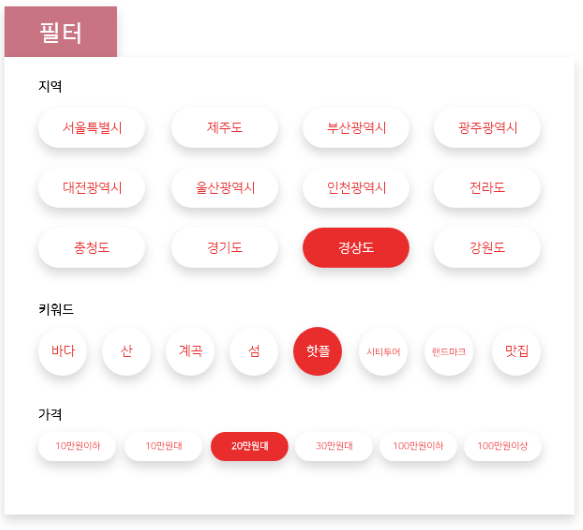 필터
지역
서울특별시 제주도 부산광역시 광주광역시
대전광역시 울산광역시 인천광역시 전라도
충청도 경기도 경상도 강원도
키워드
바다 산 계곡 섬 핫플 시티투어 랜드마크 맛집
가격
10만원이하 10만원대 20만원대 30만원대 100만원이하 100만원이상